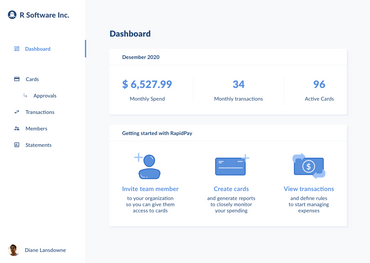 R Software Inc.
Dashboard
Cards
Approvals
Transactions
Members
Statements
Diane Lansdowne
Dashboard
Desember 2020
$ 6,527.99
Monthly Spend
34
Monthly transactions
96
Active Cards
Getting started with RapidPay
Invite team member
to your organization
so you can give them
access to cards
Create cards
and generate reports
to closely monitor
your spending
View transactions
and define rules
to start managing
expenses